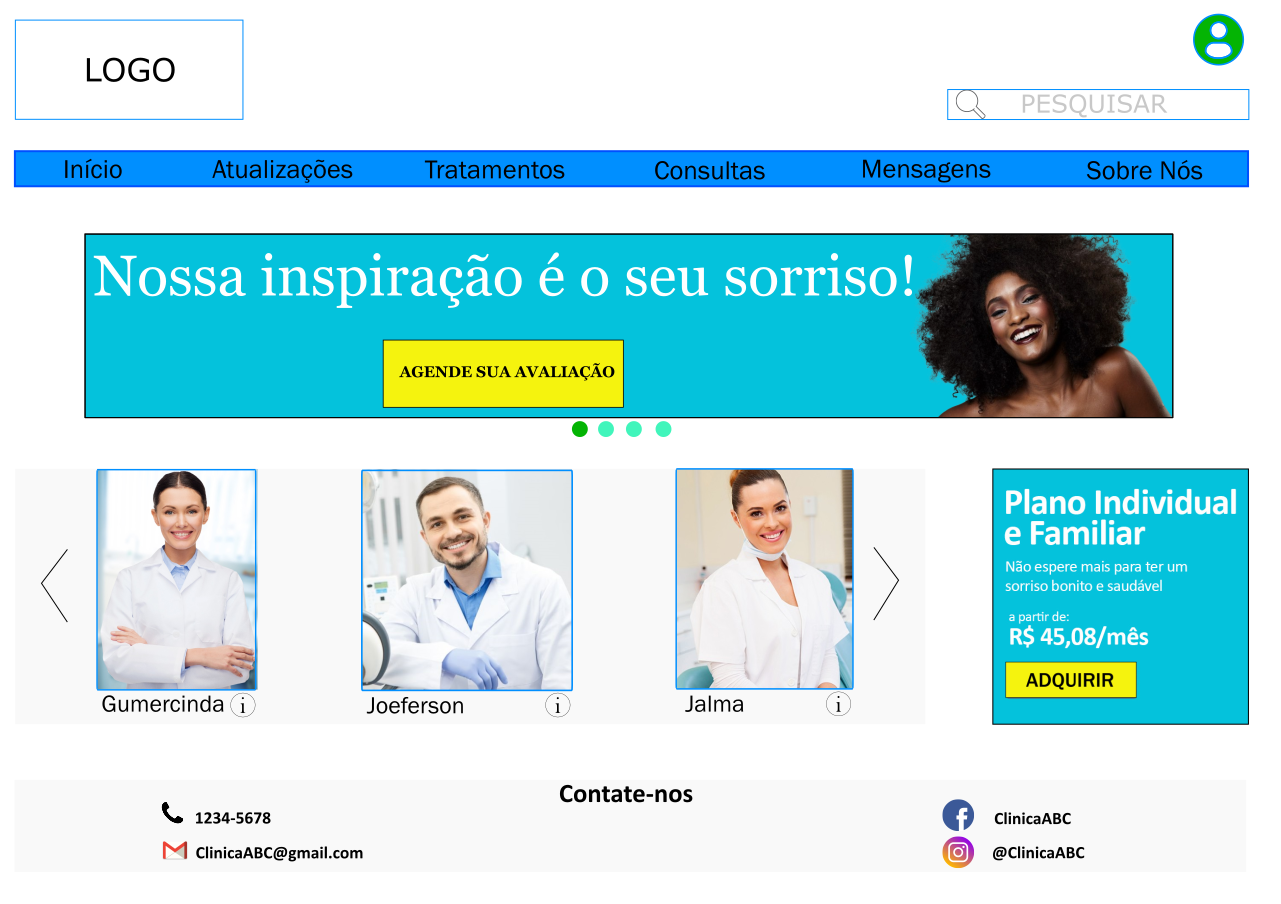 LOGO
PESQUISAR
Início Atualizações Tratamentos Consultas Mensagens Sobre Nós
Nossa inspiração é o seu sorriso!
AGENDE SUA AVALIAÇÃO
Gumercinda i
Joeferson i
Jalma i
Plano Individual
e Familiar
Não espere mais para ter um
sorriso bonito e saudável
a partir de:
R$ 45,08/mês
ADQUIRIR
Contate-nos
1234-5678
ClinicaABC@gmail.com
ClinicaABC
@ClinicaABC